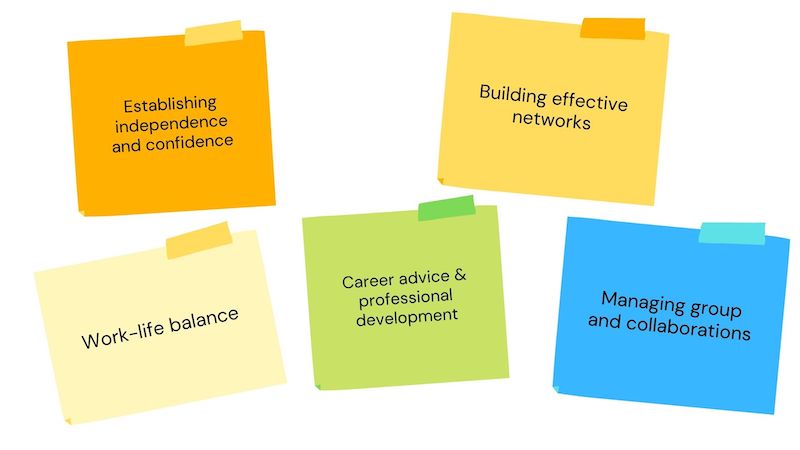 Establishing
independence
and confidence
Building effective
networks
Work-life balance
Career advice &
professional
development
Managing group
and collaborations